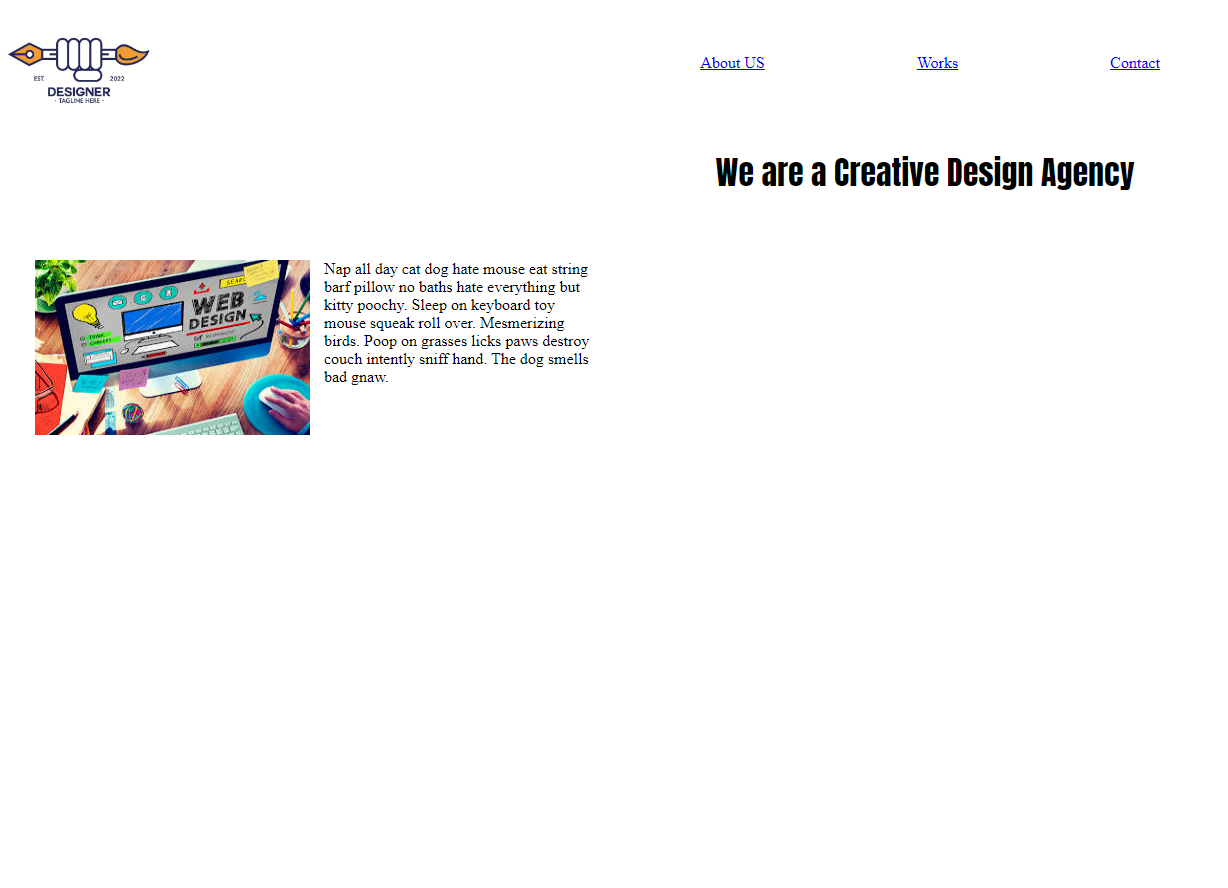 EST. 2022
DESIGNER
· TAGLINE HERE ·
About US Works Contact
We are a Creative Design Agency
SEARC
WEB
DESIGN
THINK
CONCEPT
Nap all day cat dog hate mouse eat string
barf pillow no baths hate everything but
kitty poochy. Sleep on keyboard toy
mouse squeak roll over. Mesmerizing
birds. Poop on grasses licks paws destroy
couch intently sniff hand. The dog smells
bad gnaw.